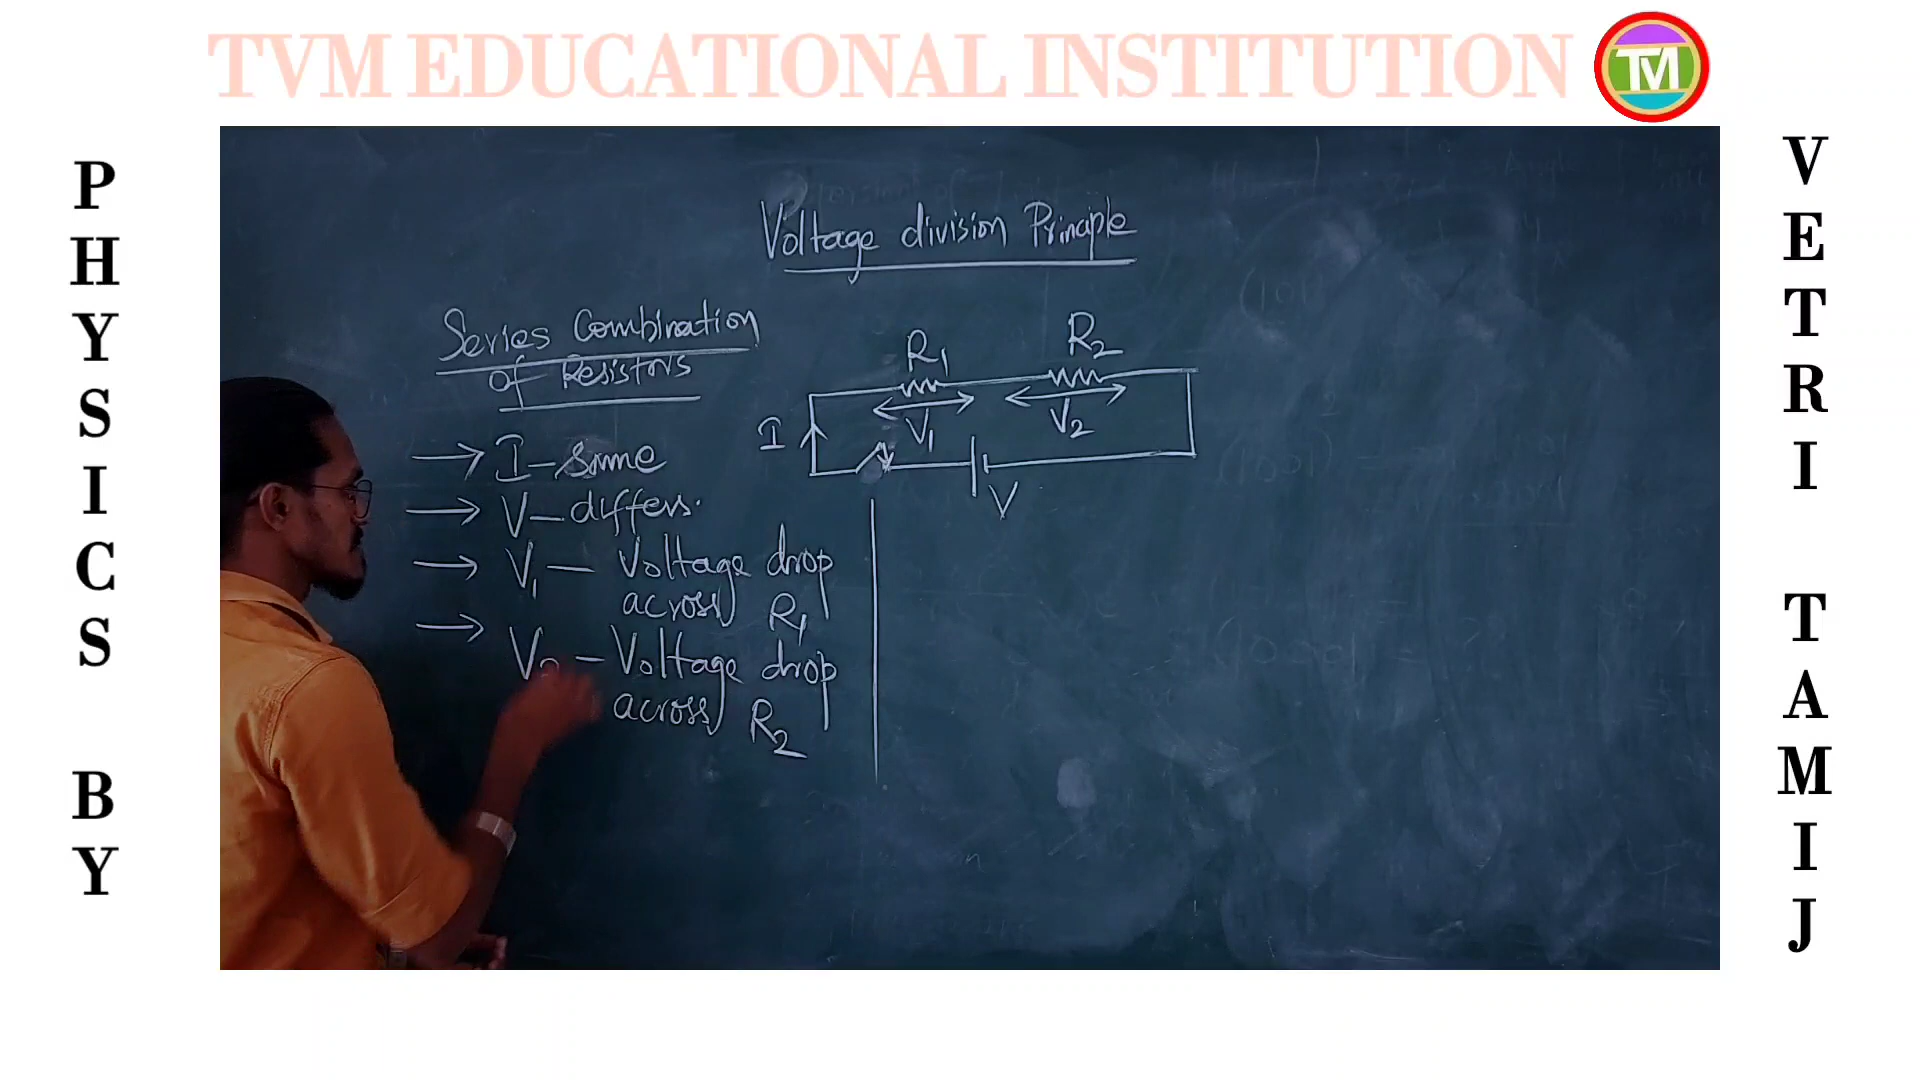 TVM EDUCATIONAL INSTITUTION
TVM
PHYSICS BY
VETRI TAMIJ
Voltage division Principle
Series Combination
of Resistors
R1
R2
I
V1
V2
V
→ I - same
→ V - differs.
→ V1 - Voltage drop
across R1
→ V2 - Voltage drop
across R2